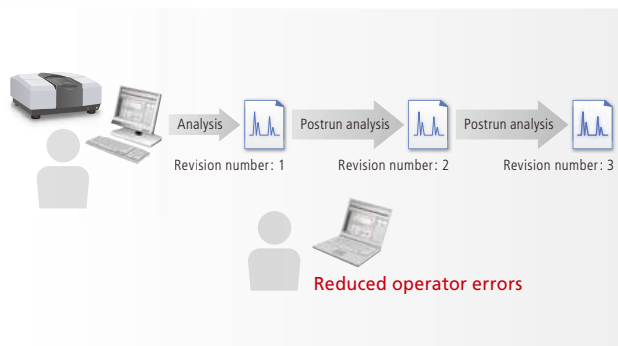 Analysis
Postrun analysis
Postrun analysis
Revision number: 1
Revision number: 2
Revision number: 3
Reduced operator errors